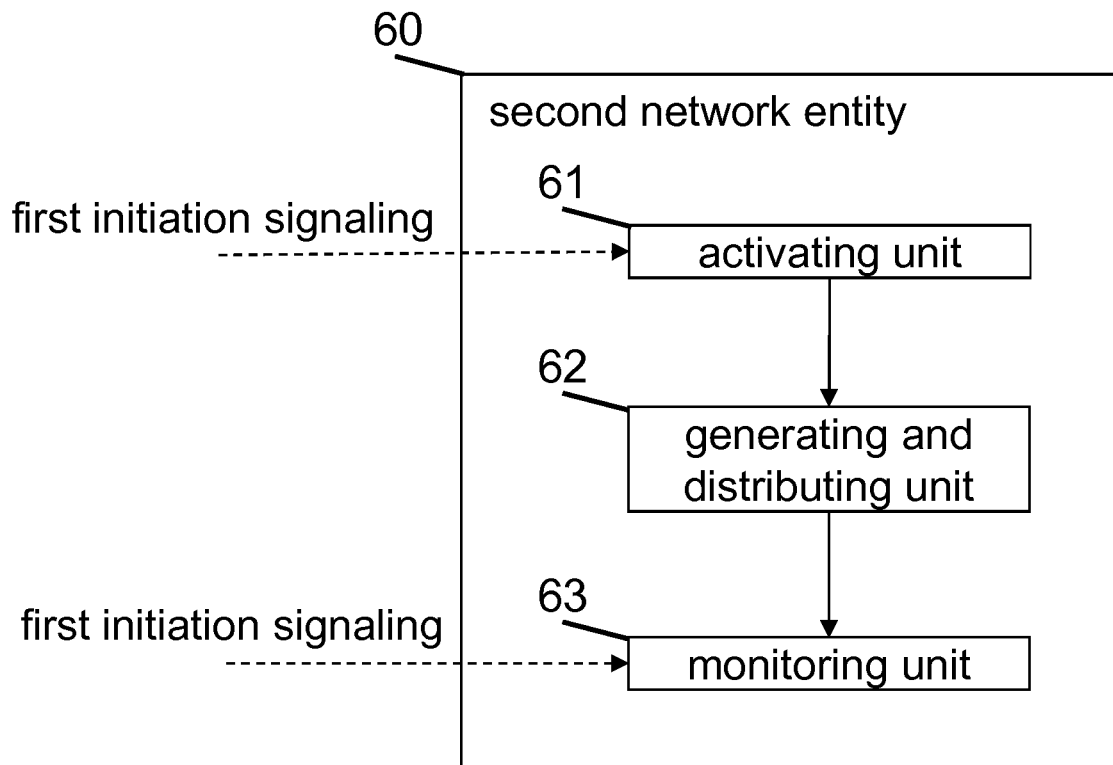 60
second network entity
61
first initiation signaling
activating unit
62
generating and
distributing unit
63
first initiation signaling
monitoring unit